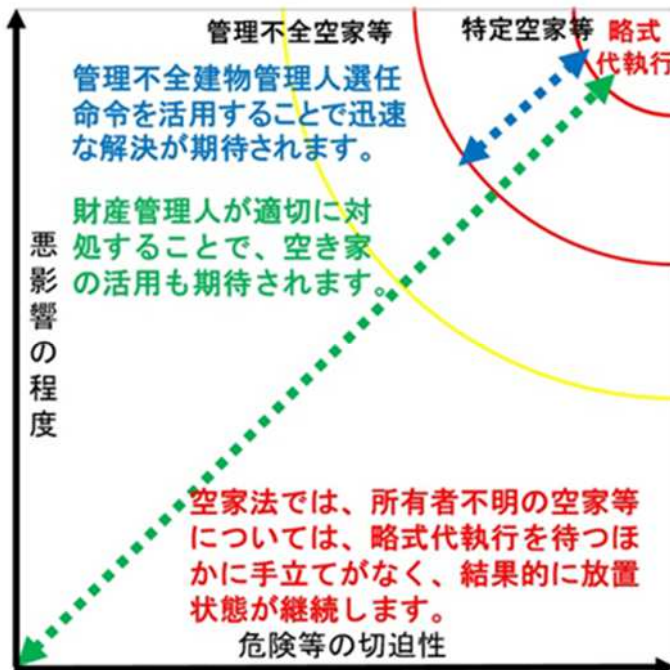 管理不全空家等
特定空家等
略式
代執行
管理不全建物管理人選任
命令を活用することで迅速
な解決が期待されます。
財産管理人が適切に対
処することで、空き家
の活用も期待されます。
悪影響の程度
空家法では、所有者不明の空家等
については、略式代執行を待つほ
かに手立てがなく、結果的に放置
状態が継続します。
危険等の切迫性